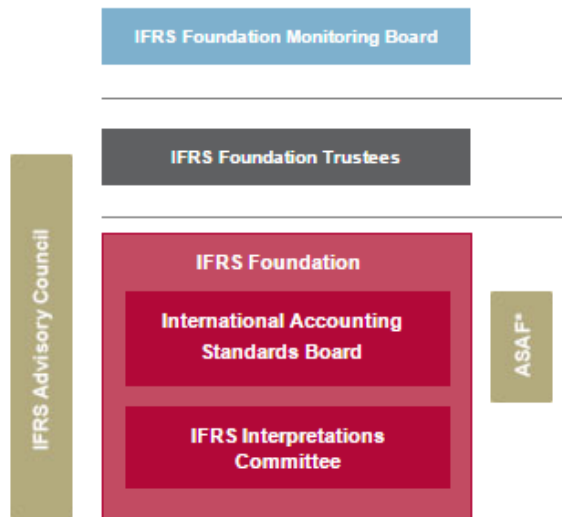 IFRS Foundation Monitoring Board
IFRS Foundation Trustees
IFRS Advisory Council
IFRS Foundation
International Accounting
Standards Board
ASAF*
IFRS Interpretations
Committee